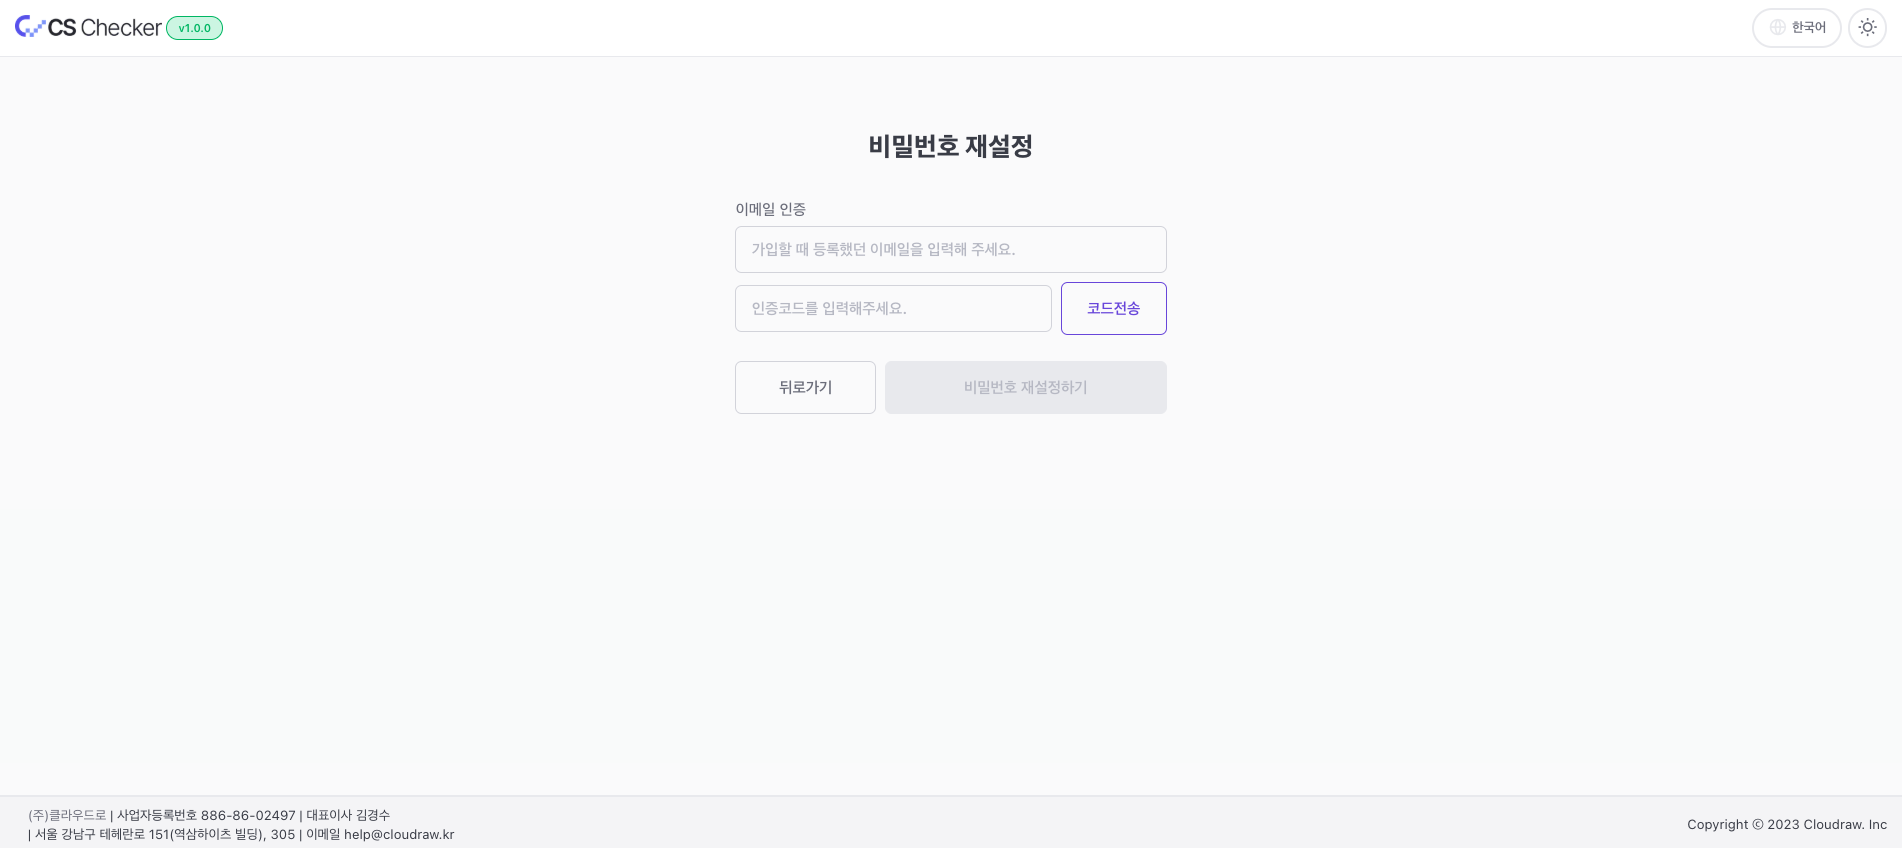 CS Checker v1.0.0
한국어
비밀번호 재설정
이메일 인증
가입할 때 등록했던 이메일을 입력해 주세요.
인증코드를 입력해주세요.
코드전송
뒤로가기
비밀번호 재설정하기
(주)클라우드로 | 사업자등록번호 886-86-02497 | 대표이사 김경수
| 서울 강남구 테헤란로 151(역삼하이츠 빌딩), 305 | 이메일 help@cloudraw.kr
Copyright © 2023 Cloudraw. Inc